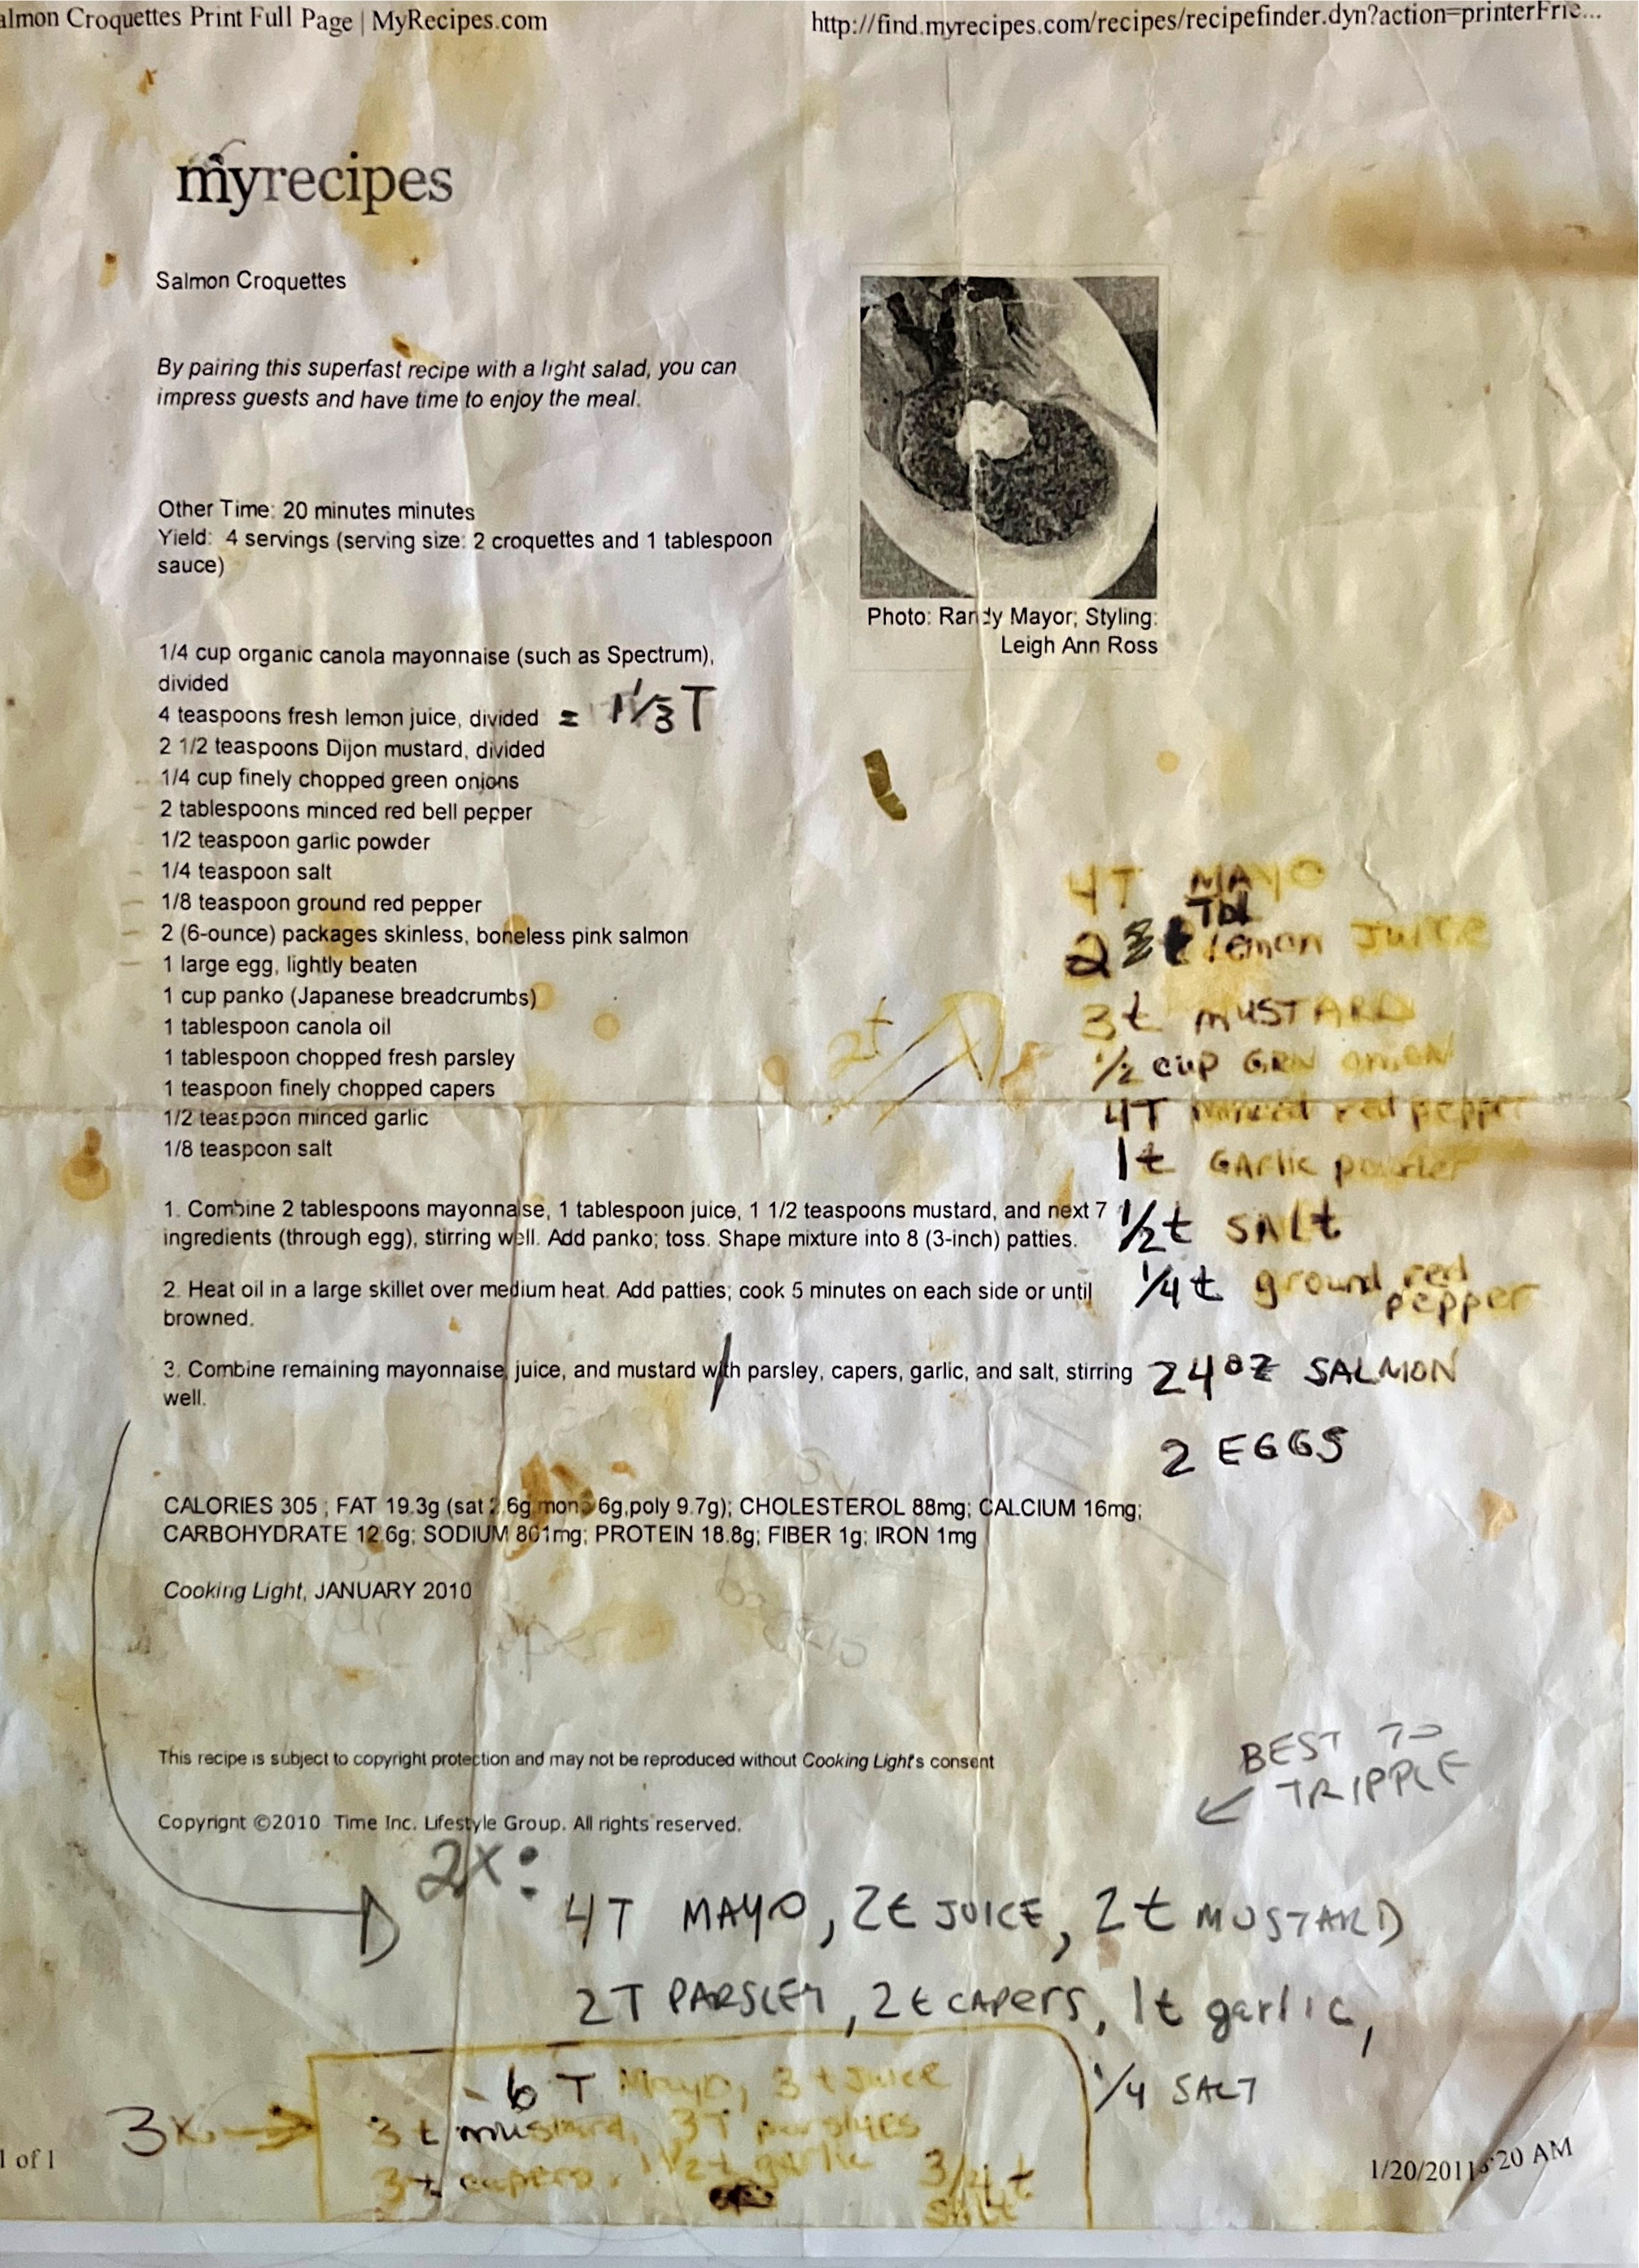 almon Croquettes Print Full Page | MyRecipes.com
http://find.myrecipes.com/recipes/recipefinder.dyn?action=printerFrie...
myrecipes
Salmon Croquettes
By pairing this superfast recipe with a light salad, you can
impress guests and have time to enjoy the meal.
Other Time: 20 minutes minutes
Yield: 4 servings (serving size: 2 croquettes and 1 tablespoon
sauce)
Photo: Randy Mayor; Styling:
Leigh Ann Ross
1/4 cup organic canola mayonnaise (such as Spectrum),
divided
4 teaspoons fresh lemon juice, divided = 1 1/3 T
2 1/2 teaspoons Dijon mustard, divided
1/4 cup finely chopped green onions
2 tablespoons minced red bell pepper
1/2 teaspoon garlic powder
1/4 teaspoon salt
1/8 teaspoon ground red pepper
2 (6-ounce) packages skinless, boneless pink salmon
1 large egg, lightly beaten
1 cup panko (Japanese breadcrumbs)
1 tablespoon canola oil
1 tablespoon chopped fresh parsley
1 teaspoon finely chopped capers
1/2 teaspoon minced garlic
1/8 teaspoon salt
4T MAYO
2 Tbl lemon Juice
3t MUSTARD
2t
1/2 cup GRN onion
4T minced red pepper
1t GArlic powder
1/2t SAlt
1/4t ground red pepper
24oz SALMON
2 EGGS
1. Combine 2 tablespoons mayonnaise, 1 tablespoon juice, 1 1/2 teaspoons mustard, and next 7
ingredients (through egg), stirring well. Add panko; toss. Shape mixture into 8 (3-inch) patties.
2. Heat oil in a large skillet over medium heat. Add patties; cook 5 minutes on each side or until
browned.
3. Combine remaining mayonnaise, juice, and mustard with parsley, capers, garlic, and salt, stirring
well.
CALORIES 305 ; FAT 19.3g (sat 2.6g,mono 6g,poly 9.7g); CHOLESTEROL 88mg; CALCIUM 16mg;
CARBOHYDRATE 12.6g; SODIUM 801mg; PROTEIN 18.8g; FIBER 1g; IRON 1mg
Cooking Light, JANUARY 2010
This recipe is subject to copyright protection and may not be reproduced without Cooking Light's consent
Copyright ©2010 Time Inc. Lifestyle Group. All rights reserved.
BEST TO
TRIPPLE
2X:
4T MAYO, 2t JUICE, 2t MUSTARD
2T PARSLEY, 2t CAPERS, 1t garlic,
1/4 SALT
3x
- 6 T Mayo, 3 t Juice
3t mustard, 3T parslyes
3t capers, 1 1/2t garlic 3/4 t
Salt
1 of 1
1/20/2011 :20 AM